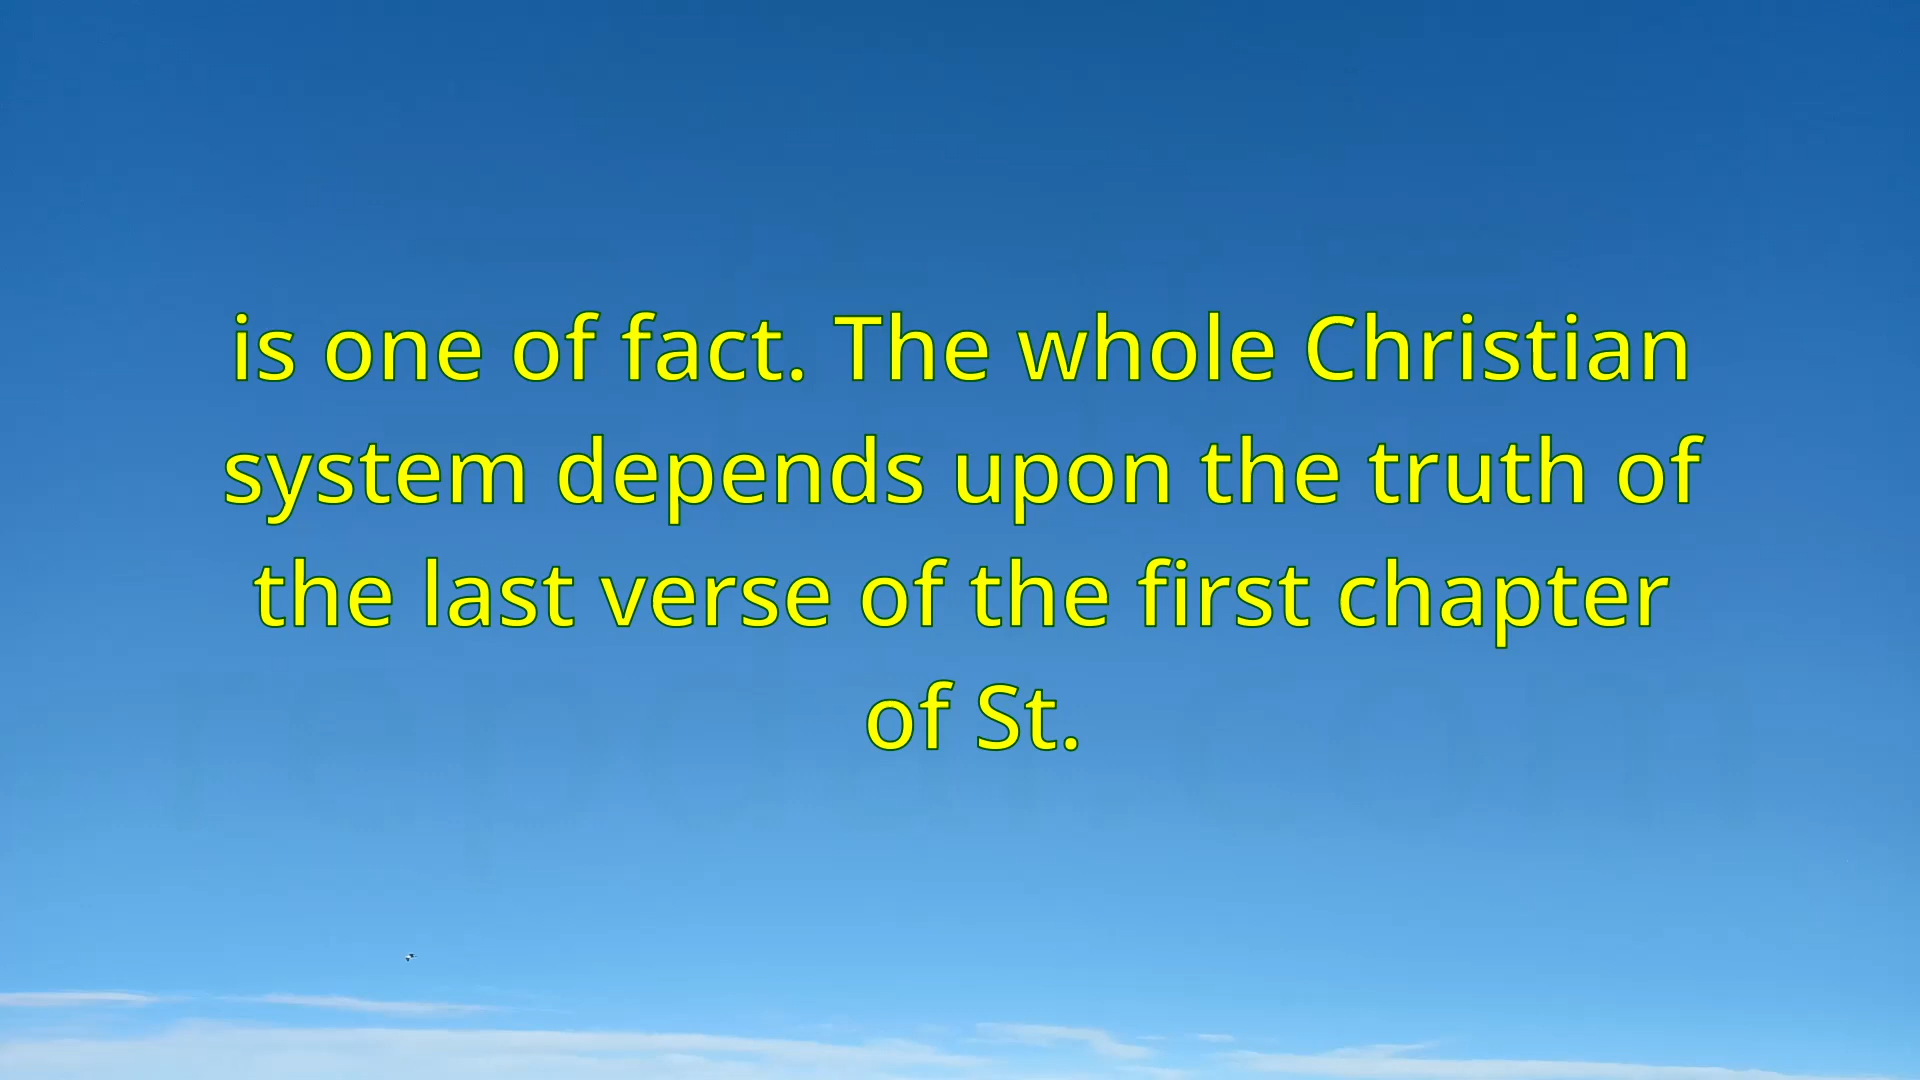 is one of fact. The whole Christian
system depends upon the truth of
the last verse of the first chapter
of St.